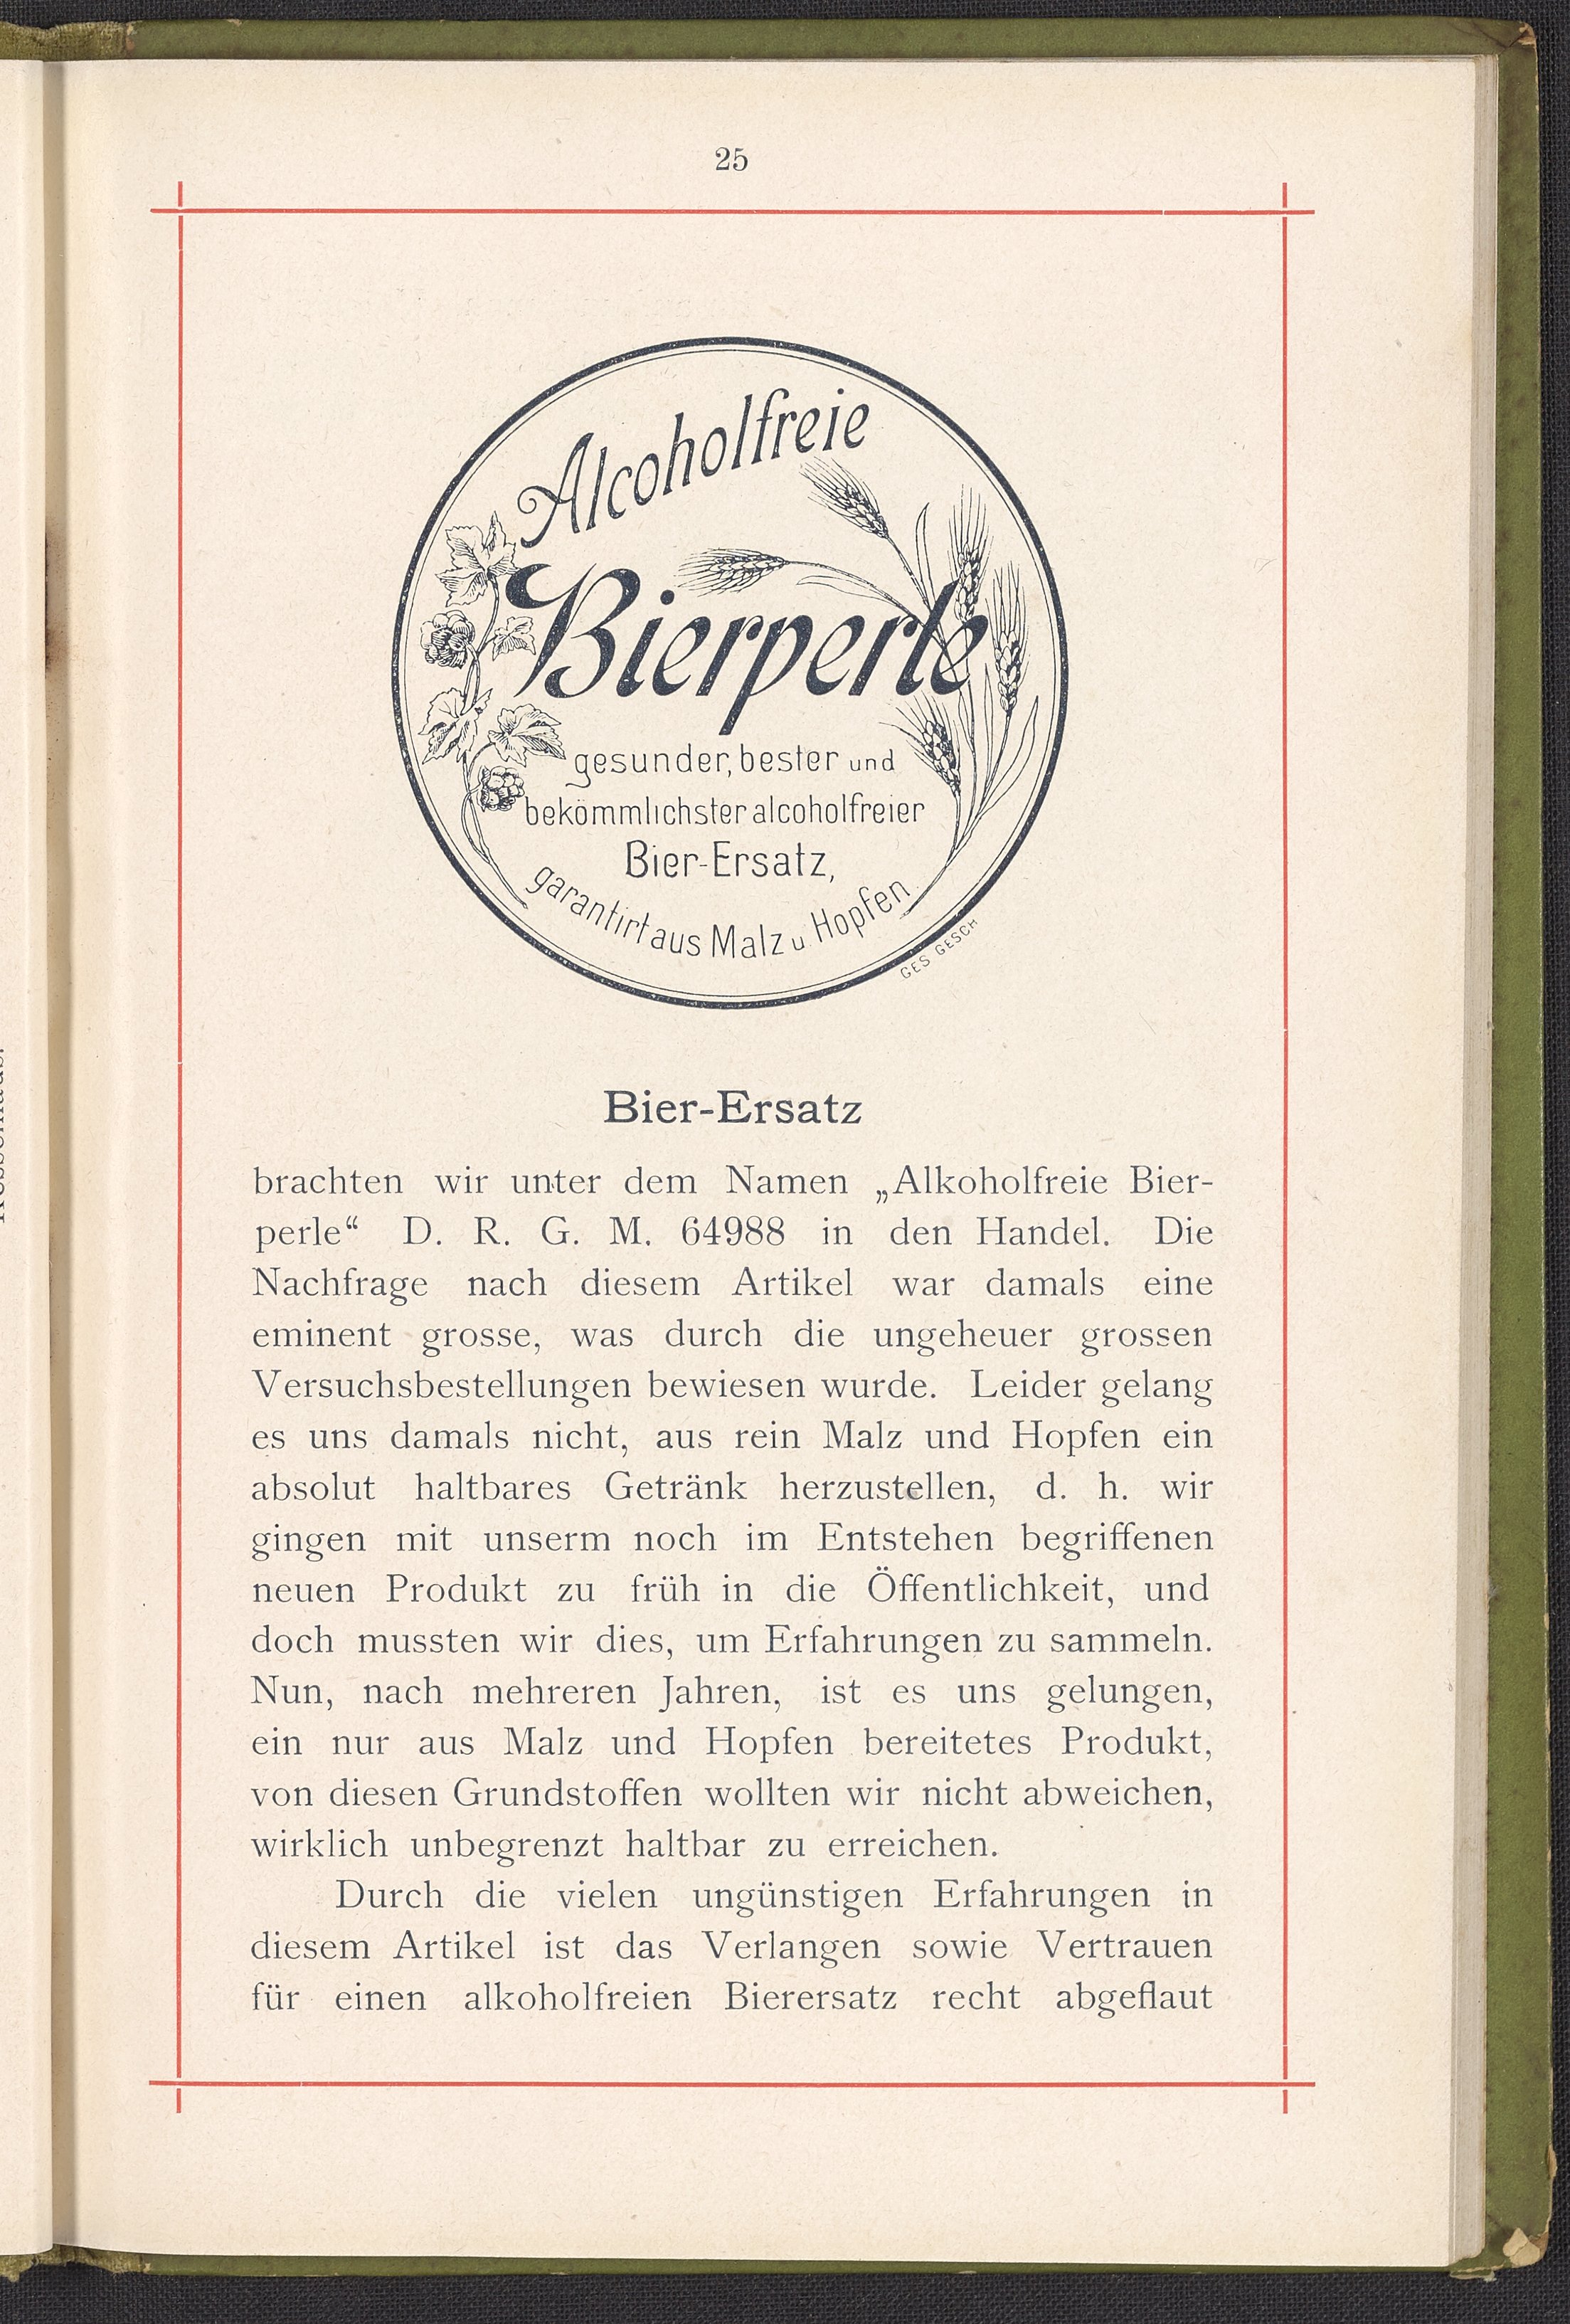 25
Alcoholfreie
Bierperle
gesunder, bester und
bekömmlichster alcoholfreier
Bier-Ersatz,
garantirt aus Malz u. Hopfen.
GES GESCH
Bier-Ersatz
brachten wir unter dem Namen „Alkoholfreie Bier-
perle“ D. R. G. M. 64988 in den Handel. Die
Nachfrage nach diesem Artikel war damals eine
eminent grosse, was durch die ungeheuer grossen
Versuchsbestellungen bewiesen wurde. Leider gelang
es uns damals nicht, aus rein Malz und Hopfen ein
absolut haltbares Getränk herzustellen, d. h. wir
gingen mit unserm noch im Entstehen begriffenen
neuen Produkt zu früh in die Öffentlichkeit, und
doch mussten wir dies, um Erfahrungen zu sammeln.
Nun, nach mehreren Jahren, ist es uns gelungen,
ein nur aus Malz und Hopfen bereitetes Produkt,
von diesen Grundstoffen wollten wir nicht abweichen,
wirklich unbegrenzt haltbar zu erreichen.
Durch die vielen ungünstigen Erfahrungen in
diesem Artikel ist das Verlangen sowie Vertrauen
für einen alkoholfreien Bierersatz recht abgeflaut